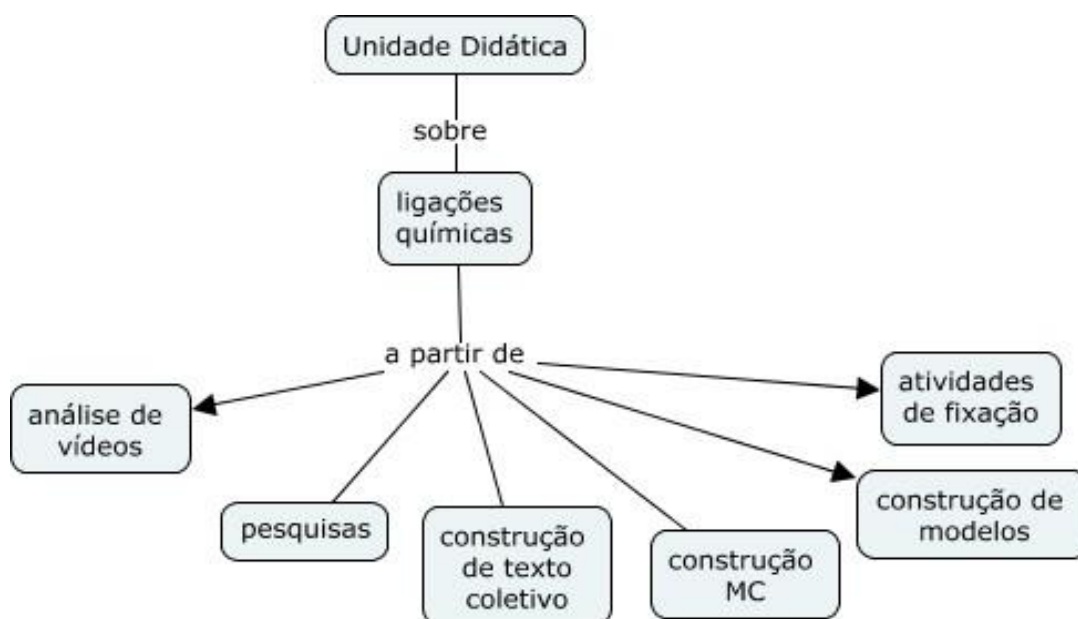 Unidade Didática
sobre
ligações
químicas
a partir de
análise de
vídeos
pesquisas
construção
de texto
coletivo
construção
MC
construção de
modelos
atividades
de fixação